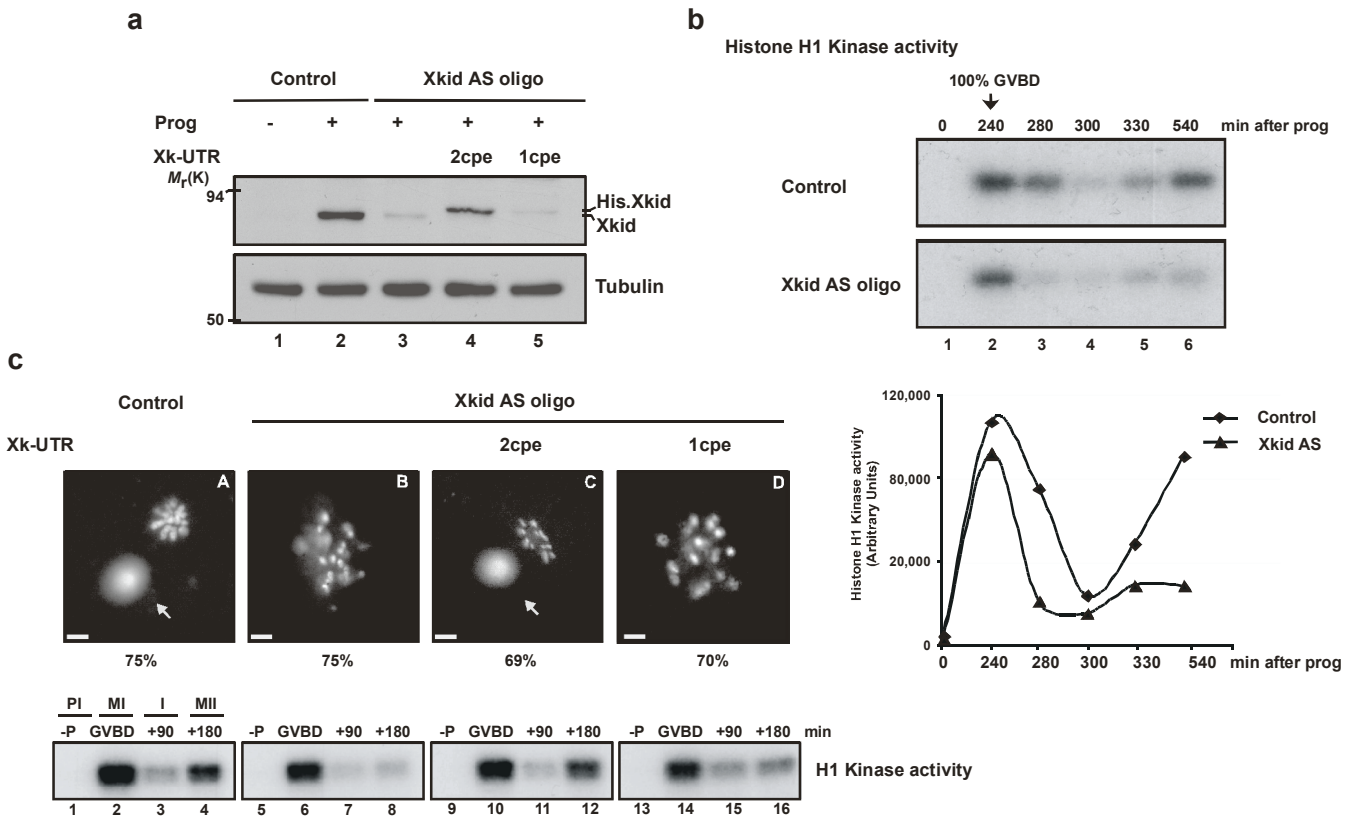 a
Control Xkid AS oligo
Prog - + + + +
Xk-UTR 2cpe 1cpe
Mr(K)
94
His.Xkid
Xkid
Tubulin
50
1 2 3 4 5
b
Histone H1 Kinase activity
100% GVBD
0 240 280 300 330 540 min after prog
Control
Xkid AS oligo
1 2 3 4 5 6
120,000
80,000
20,000
0
Histone H1 Kinase activity
(Arbitrary Units)
Control
Xkid AS
0 240 280 300 330 540 min after prog
c
Control Xkid AS oligo
Xk-UTR 2cpe 1cpe
A B C D
75% 75% 69% 70%
PI MI I MII
-P GVBD +90 +180 -P GVBD +90 +180 -P GVBD +90 +180 -P GVBD +90 +180 min
H1 Kinase activity
1 2 3 4 5 6 7 8 9 10 11 12 13 14 15 16